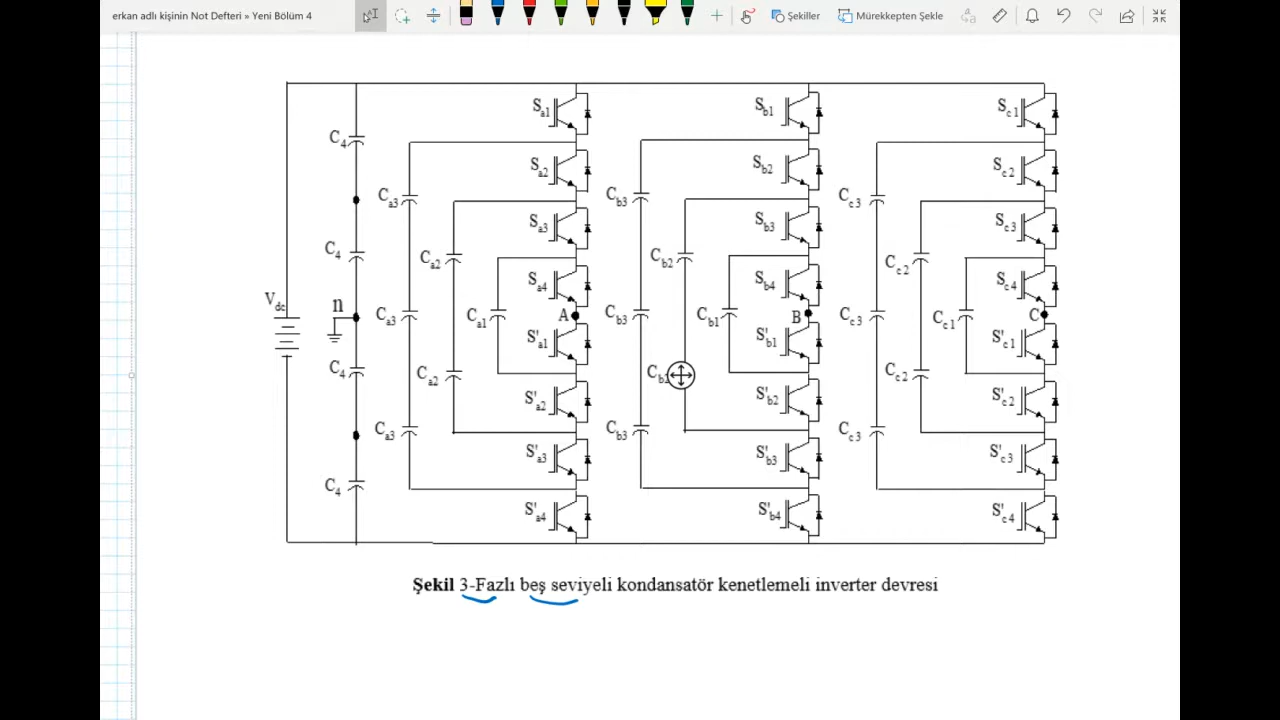 erkan adlı kişinin Not Defteri » Yeni Bölüm 4
Şekiller
Mürekkepten Şekle
Sa1 Sb1 Sc1
C4
Sa2 Sb2 Sc2
Ca3 Cb3 Cc3
Sa3 Sb3 Sc3
C4 Ca2 Cb2 Cc2
Sa4 Sb4 Sc4
Vdc n
Ca3 Ca1 A Cb3 Cb1 B Cc3 Cc1 C
S'a1 S'b1 S'c1
C4 Ca2 Cc2
S'a2 S'b2 S'c2
Ca3 Cb3 Cc3
S'a3 S'b3 S'c3
C4
S'a4 S'b4 S'c4
Şekil 3-Fazlı beş seviyeli kondansatör kenetlemeli inverter devresi